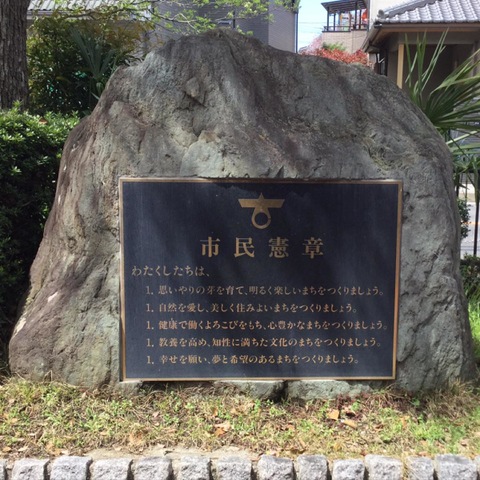 市民憲章
わたくしたちは、
1. 思いやりの芽を育て、明るく楽しいまちをつくりましょう。
1. 自然を愛し、美しく住みよいまちをつくりましょう。
1. 健康で働くよろこびをもち、心豊かなまちをつくりましょう。
1. 教養を高め、知性に満ちた文化のまちをつくりましょう。
1. 幸せを願い、夢と希望のあるまちをつくりましょう。